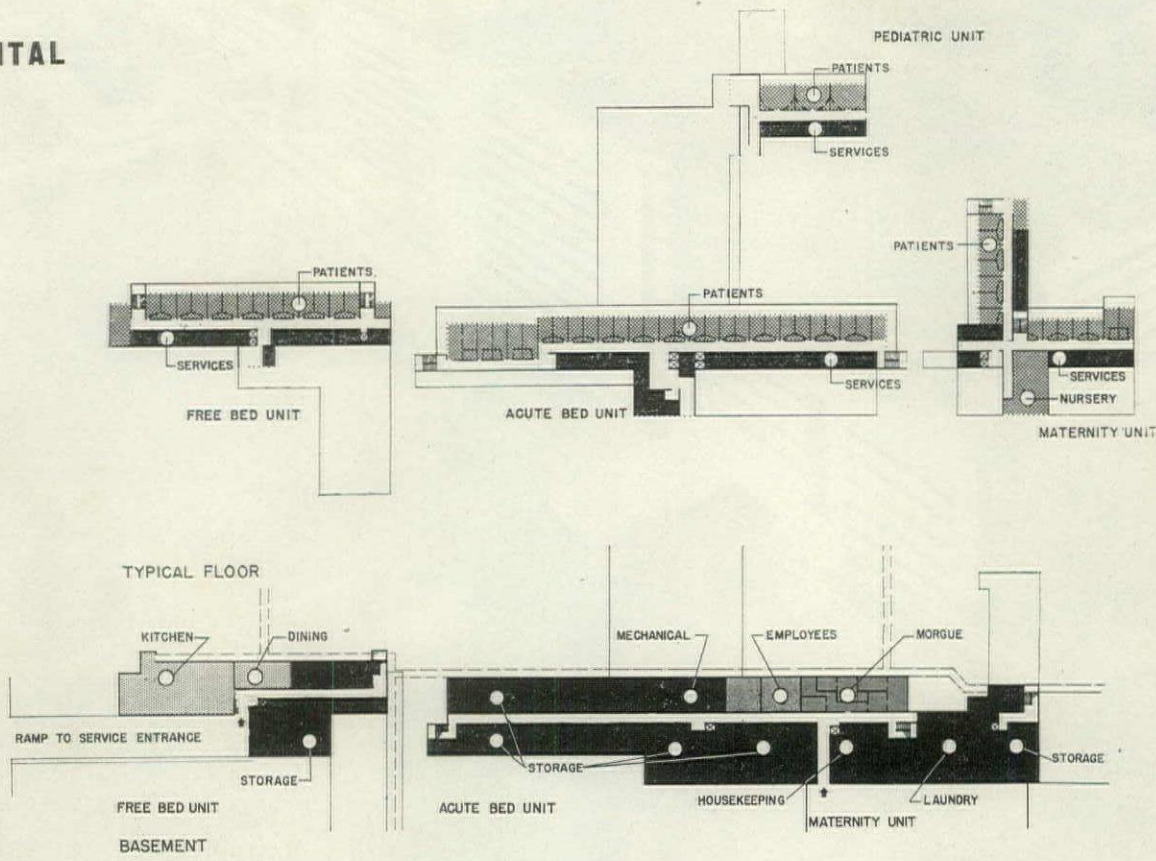 ITAL
PEDIATRIC UNIT
PATIENTS
SERVICES
PATIENTS
SERVICES
FREE BED UNIT
PATIENTS
SERVICES
ACUTE BED UNIT
PATIENTS
SERVICES
NURSERY
MATERNITY UNIT
TYPICAL FLOOR
KITCHEN
DINING
RAMP TO SERVICE ENTRANCE
STORAGE
FREE BED UNIT
BASEMENT
MECHANICAL
EMPLOYEES
MORGUE
STORAGE
HOUSEKEEPING
LAUNDRY
STORAGE
ACUTE BED UNIT
MATERNITY UNIT